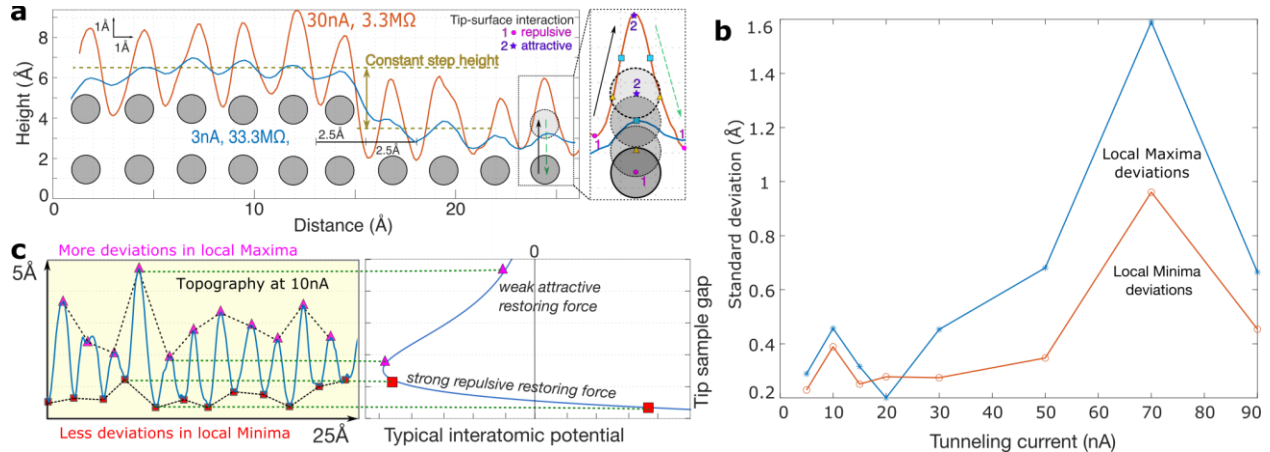 a
8
6
4
2
0
Height (Å)
1Å
1Å
30nA, 3.3MΩ
Constant step height
3nA, 33.3MΩ,
2.5Å
2.5Å
0
10
20
Distance (Å)
Tip-surface interaction
1 repulsive
2 attractive
2
2
1
1
1
b
1.6
1.4
1.2
1
0.8
0.6
0.4
0.2
Standard deviation (Å)
Local Maxima
deviations
Local Minima
deviations
0
10
20
30
40
50
60
70
80
90
Tunneling current (nA)
c
More deviations in local Maxima
5Å
Topography at 10nA
Less deviations in local Minima
25Å
0
weak attractive
restoring force
strong repulsive restoring force
Tip sample gap
Typical interatomic potential